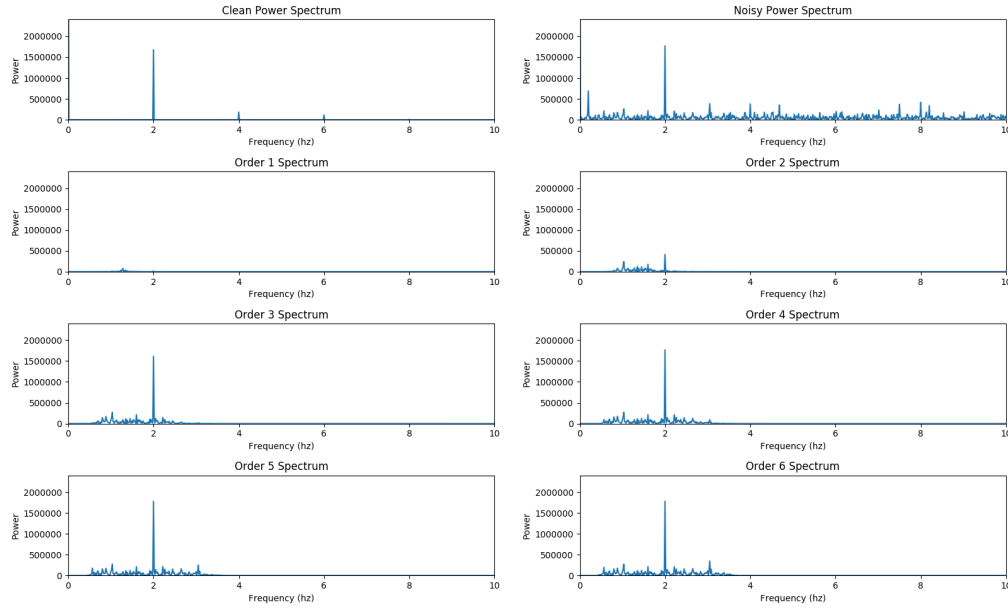 Clean Power Spectrum
2000000
1500000
1000000
500000
0
Power
0 2 4 6 8 10
Frequency (hz)
Noisy Power Spectrum
2000000
1500000
1000000
500000
0
Power
0 2 4 6 8 10
Frequency (hz)
Order 1 Spectrum
2000000
1500000
1000000
500000
0
Power
0 2 4 6 8 10
Frequency (hz)
Order 2 Spectrum
2000000
1500000
1000000
500000
0
Power
0 2 4 6 8 10
Frequency (hz)
Order 3 Spectrum
2000000
1500000
1000000
500000
0
Power
0 2 4 6 8 10
Frequency (hz)
Order 4 Spectrum
2000000
1500000
1000000
500000
0
Power
0 2 4 6 8 10
Frequency (hz)
Order 5 Spectrum
2000000
1500000
1000000
500000
0
Power
0 2 4 6 8 10
Frequency (hz)
Order 6 Spectrum
2000000
1500000
1000000
500000
0
Power
0 2 4 6 8 10
Frequency (hz)